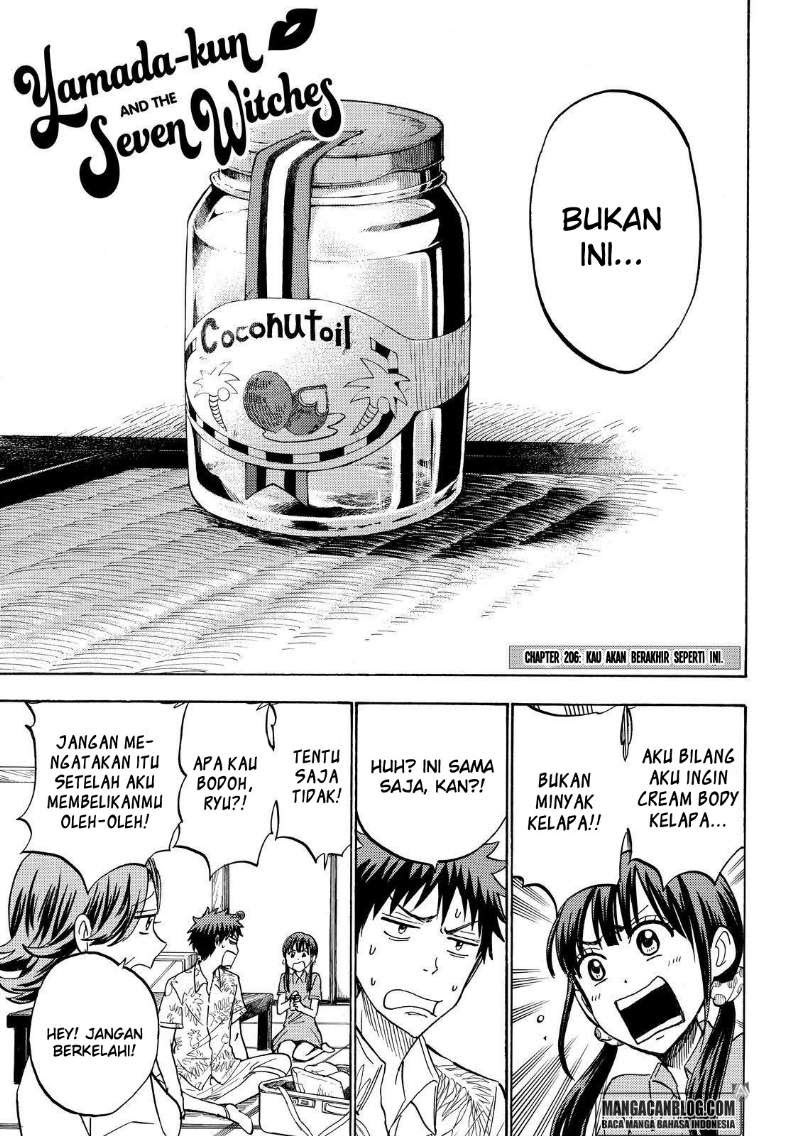 Yamada-kun
AND THE
Seven Witches
BUKAN
INI...
Coconutoil
CHAPTER 206: KAU AKAN BERAKHIR SEPERTI INI.
AKU BILANG
AKU INGIN
CREAM BODY
KELAPA...
BUKAN
MINYAK
KELAPA!!
HUH? INI SAMA
SAJA, KAN?!
TENTU
SAJA
TIDAK!
APA KAU
BODOH,
RYU?!
JANGAN ME-
NGATAKAN ITU
SETELAH AKU
MEMBELIKANMU
OLEH-OLEH!
HEY! JANGAN
BERKELAHI!
MANGACANBLOG.COM
BACA MANGA BAHASA INDONESIA